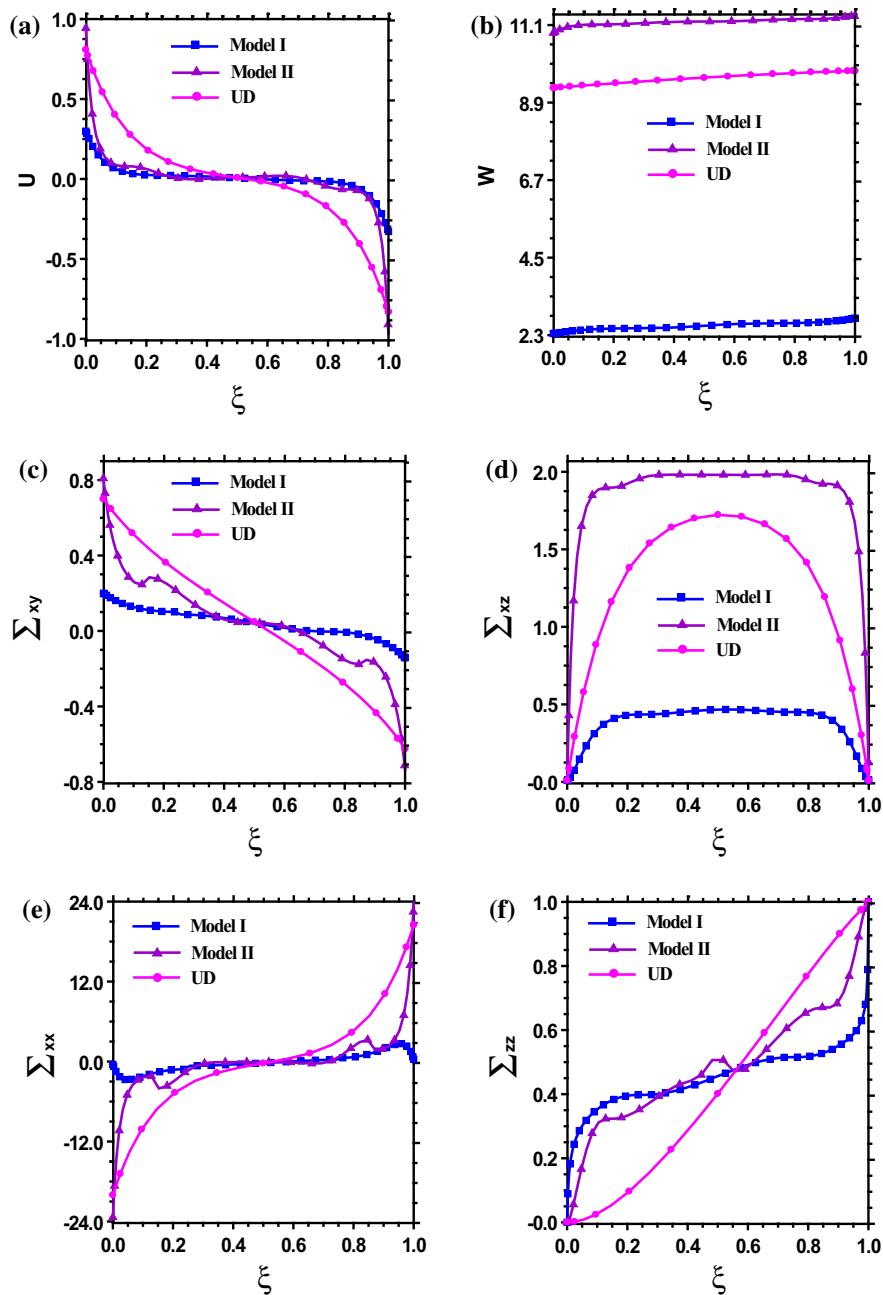 (a)
1.0
0.5
0.0
-0.5
-1.0
U
Model I
Model II
UD
0.0 0.2 0.4 0.6 0.8 1.0
ξ
(b)
11.1
8.9
6.7
4.5
2.3
W
Model I
Model II
UD
0.0 0.2 0.4 0.6 0.8 1.0
ξ
(c)
0.8
0.4
0.0
-0.4
-0.8
Σxy
Model I
Model II
UD
0.0 0.2 0.4 0.6 0.8 1.0
ξ
(d)
2.0
1.5
1.0
0.5
-0.0
Σxz
Model I
Model II
UD
0.0 0.2 0.4 0.6 0.8 1.0
ξ
(e)
24.0
12.0
0.0
-12.0
-24.0
Σxx
Model I
Model II
UD
0.0 0.2 0.4 0.6 0.8 1.0
ξ
(f)
1.0
0.8
0.6
0.4
0.2
-0.0
Σzz
Model I
Model II
UD
0.0 0.2 0.4 0.6 0.8 1.0
ξ